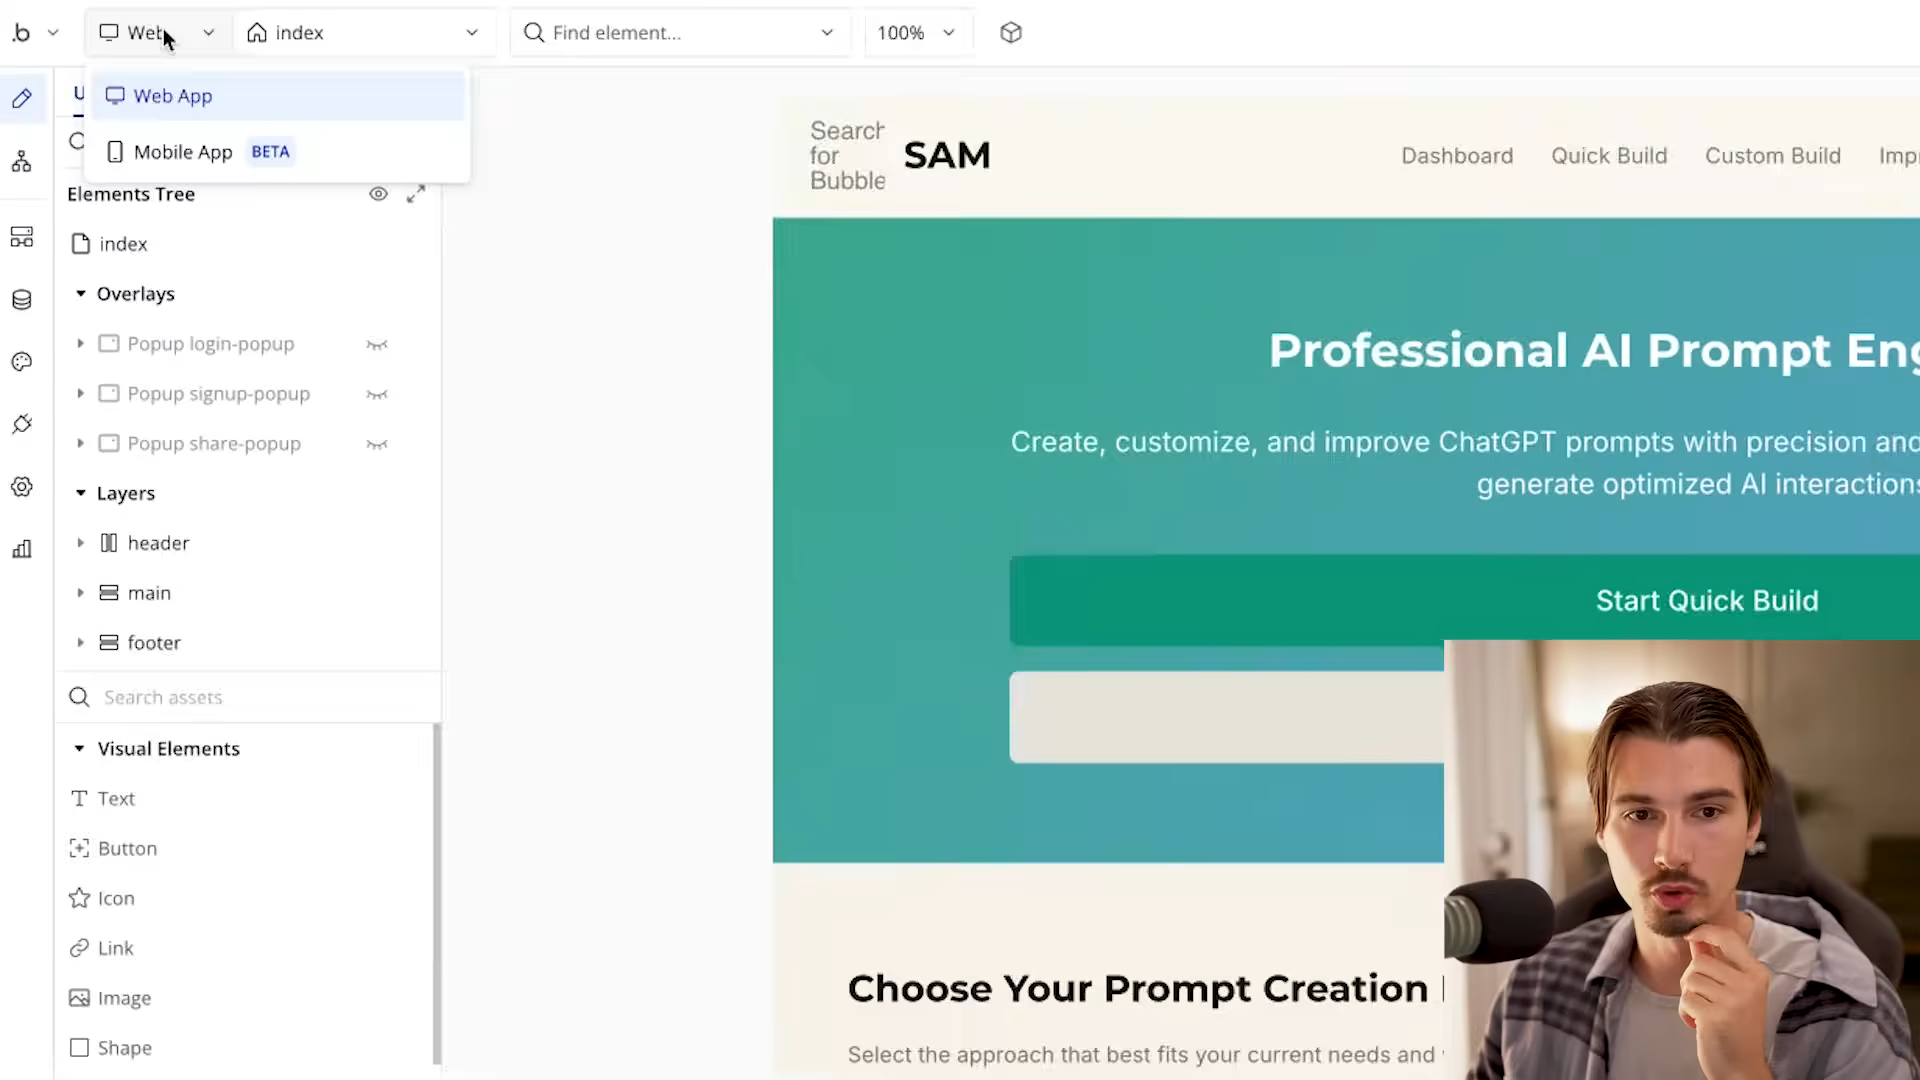 .b
Web
index
Find element...
100%
Web App
Mobile App BETA
Elements Tree
index
Overlays
Popup login-popup
Popup signup-popup
Popup share-popup
Layers
header
main
footer
Search assets
Visual Elements
Text
Button
Icon
Link
Image
Shape
Search
for
Bubble
SAM
Dashboard
Quick Build
Custom Build
Professional AI Prompt
Create, customize, and improve ChatGPT prompts with precision and
generate optimized AI interactions
Start Quick Build
Choose Your Prompt Creation
Select the approach that best fits your current needs and